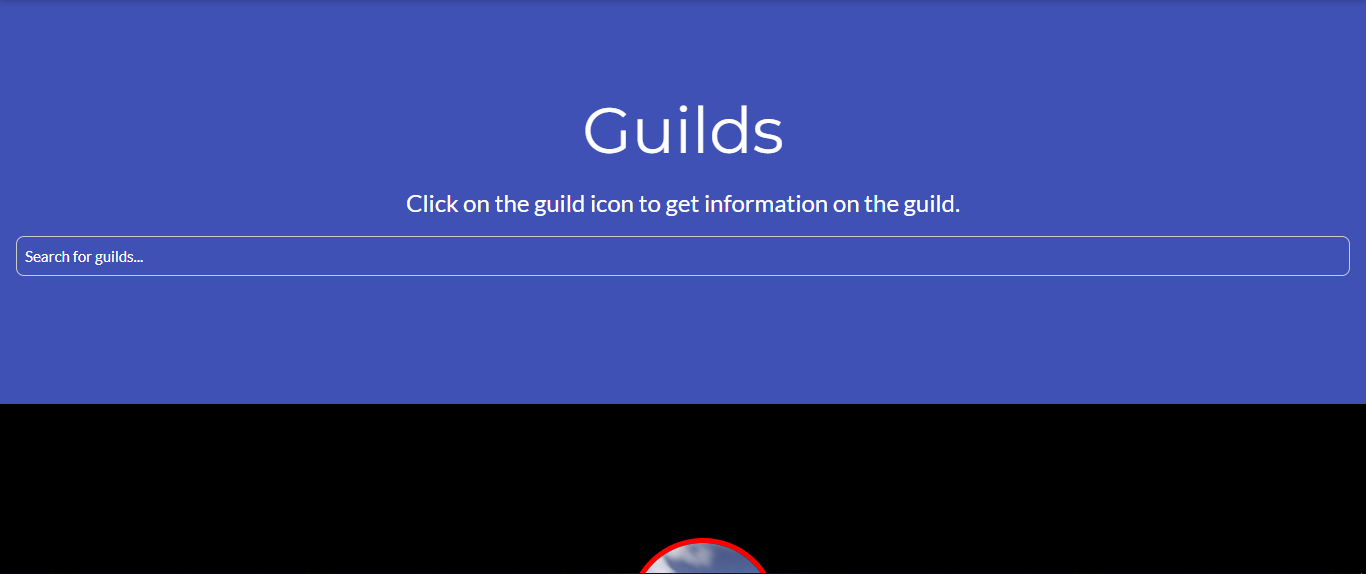 Guilds
Click on the guild icon to get information on the guild.
Search for guilds...